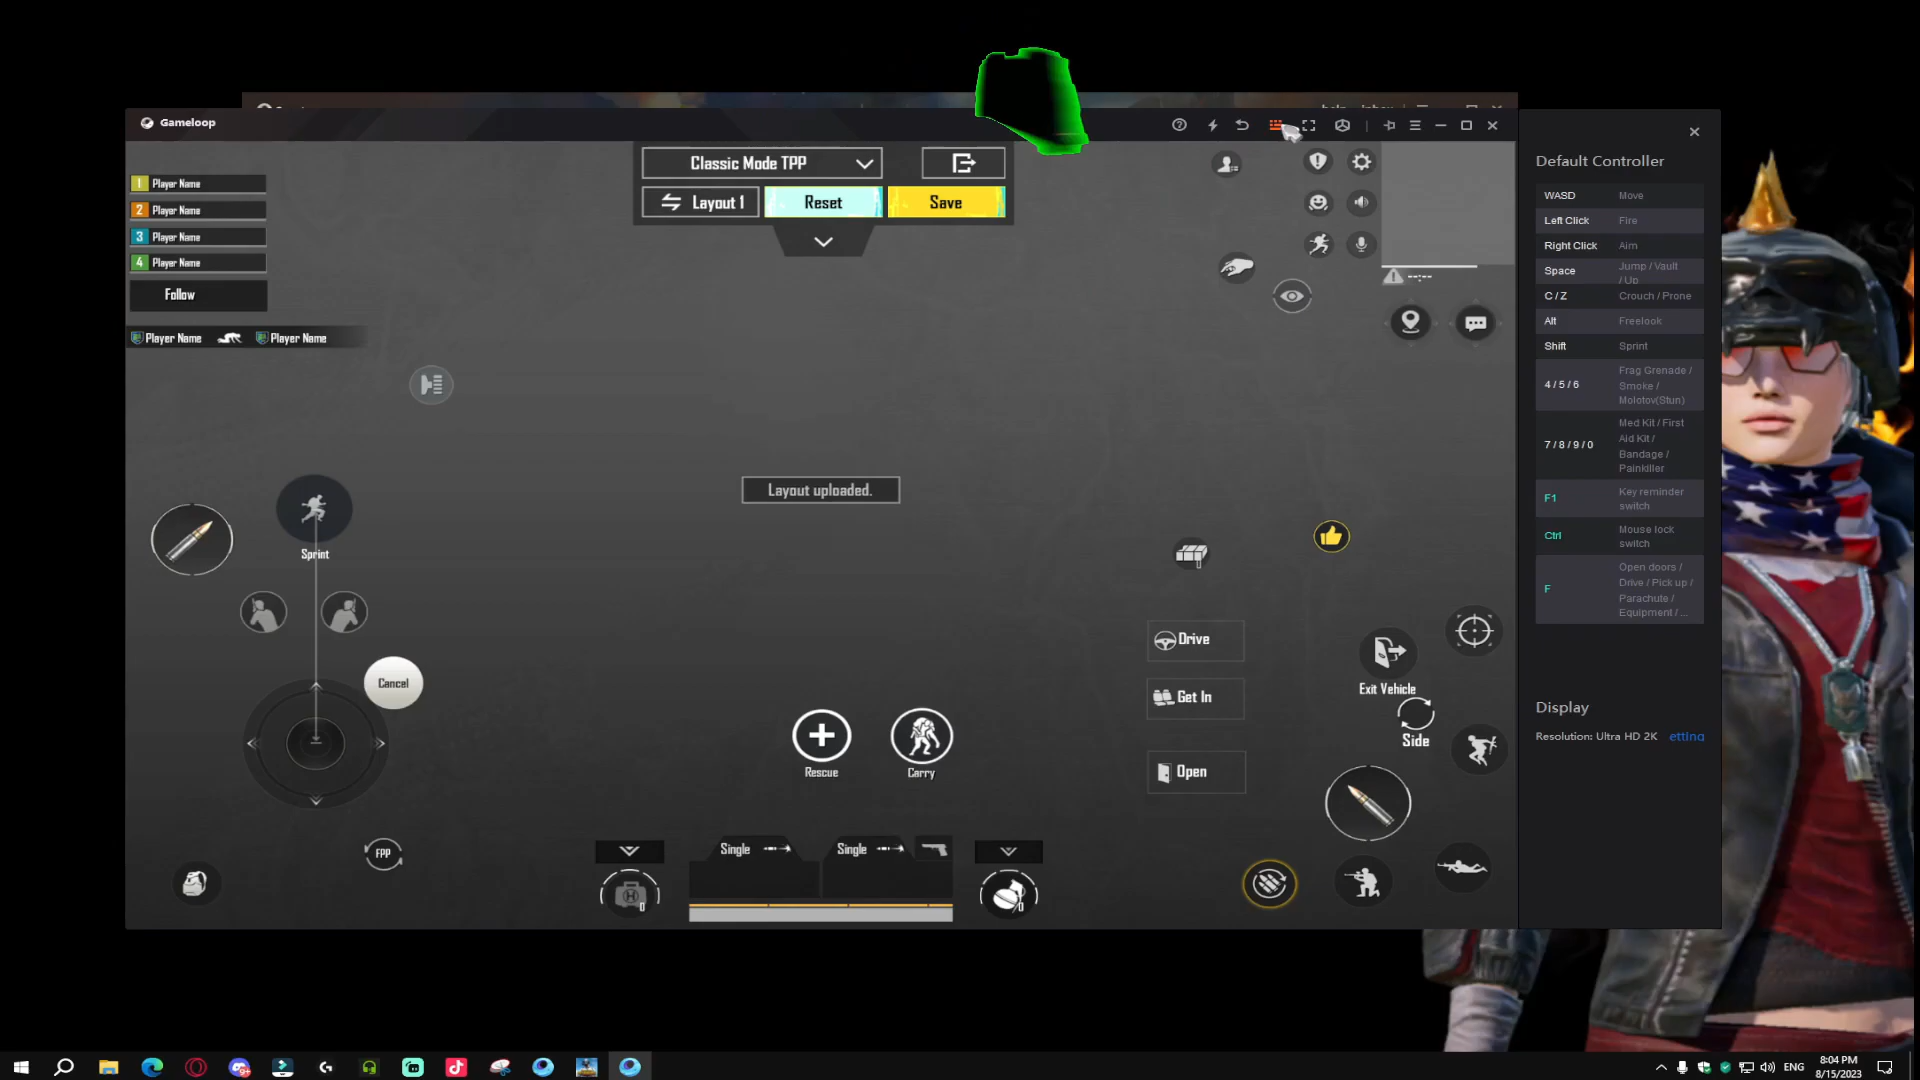 Gameloop
Classic Mode TPP
Layout 1
Reset
Save
1 Player Name
2 Player Name
3 Player Name
4 Player Name
Follow
Player Name
Player Name
Layout uploaded.
Sprint
Cancel
Drive
Get In
Exit Vehicle
Side
Open
Rescue
Carry
FPP
Single
Single
0
0
Default Controller
WASD Move
Left Click Fire
Right Click Aim
Space Jump / Vault
/ Up
C / Z Crouch / Prone
Alt Freelook
Shift Sprint
4 / 5 / 6 Frag Grenade /
Smoke /
Molotov(Stun)
7 / 8 / 9 / 0 Med Kit / First
Aid Kit /
Bandage /
Painkiller
F1 Key reminder
switch
Ctrl Mouse lock
switch
F Open doors /
Drive / Pick up /
Parachute /
Equipment / ...
Display
Resolution: Ultra HD 2K etting
9+
ENG
8:04 PM
8/15/2023